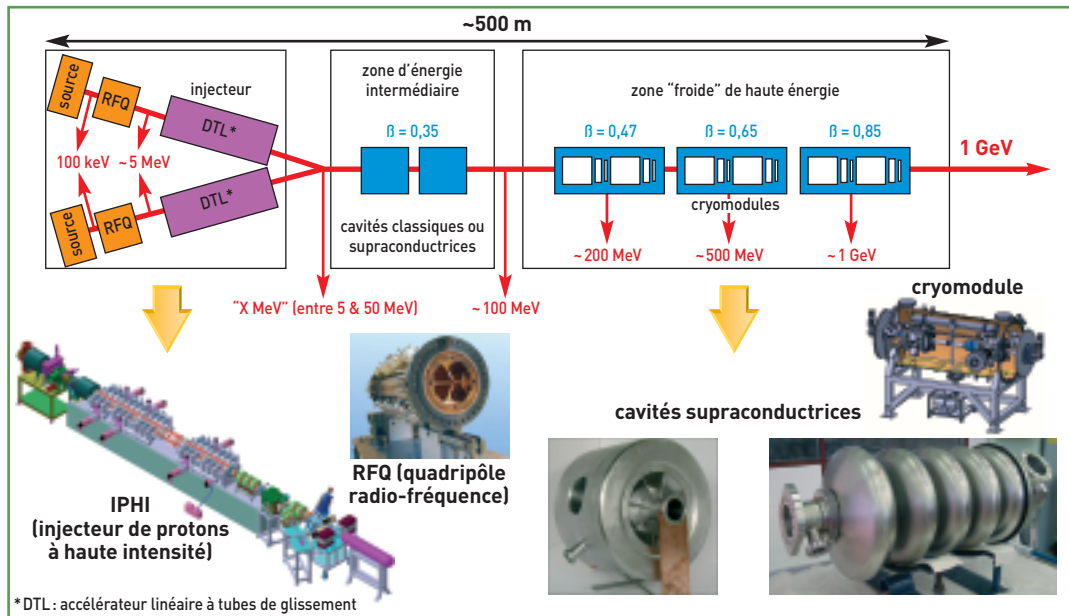 ~500 m
source
RFQ
DTL*
injecteur
100 keV
~5 MeV
source
RFQ
DTL*
zone d'énergie
intermédiaire
ß = 0,35
cavités classiques ou
supraconductrices
zone "froide" de haute énergie
ß = 0,47
ß = 0,65
ß = 0,85
cryomodules
1 GeV
~200 MeV
~500 MeV
~1 GeV
"X MeV" (entre 5 & 50 MeV)
~100 MeV
cryomodule
cavités supraconductrices
RFQ (quadripôle
radio-fréquence)
IPHI
(injecteur de protons
à haute intensité)
*DTL : accélérateur linéaire à tubes de glissement